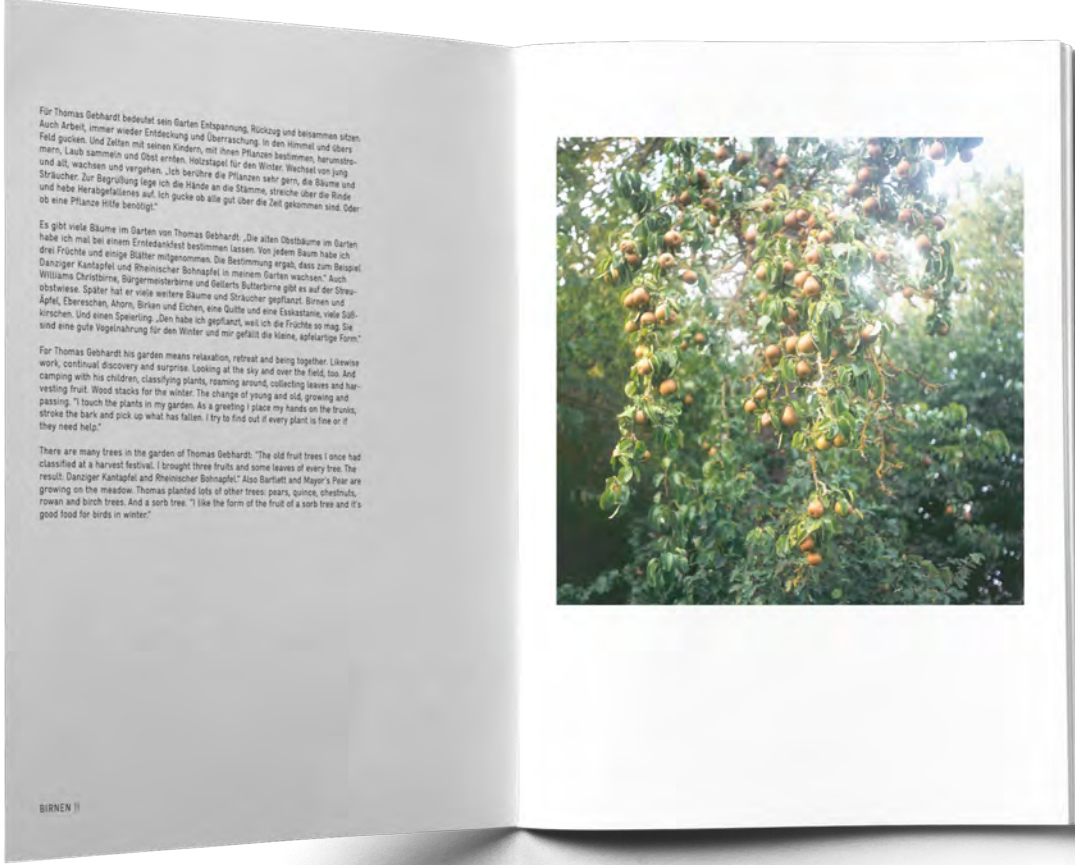 Für Thomas Gebhardt bedeutet sein Garten Entspannung, Rückzug und beisammen sitzen.
Auch Arbeit, immer wieder Entdeckung und Überraschung. In den Himmel und übers
Feld gucken. Und Zelten mit seinen Kindern, mit ihnen Pflanzen bestimmen, herumstro-
mern, Laub sammeln und Obst ernten. Holzstapel für den Winter. Wechsel von jung
und alt, wachsen und vergehen. „Ich berühre die Pflanzen sehr gern, die Bäume und
Sträucher. Zur Begrüßung lege ich die Hände an die Stämme, streiche über die Rinde
und hebe Herabgefallenes auf. Ich gucke ob alle gut über die Zeit gekommen sind. Oder
ob eine Pflanze Hilfe benötigt.“
Es gibt viele Bäume im Garten von Thomas Gebhardt. „Die alten Obstbäume im Garten
habe ich mal bei einem Erntedankfest bestimmen lassen. Von jedem Baum habe ich
drei Früchte und einige Blätter mitgenommen. Die Bestimmung ergab, dass zum Beispiel
Danziger Kantapfel und Rheinischer Bohnapfel in meinem Garten wachsen.“ Auch
Williams Christbirne, Bürgermeisterbirne und Gellerts Butterbirne gibt es auf der Streu-
obstwiese. Später hat er viele weitere Bäume und Sträucher gepflanzt. Birnen und
Äpfel, Ebereschen, Ahorn, Birken und Eichen, eine Quitte und eine Esskastanie, viele Süß-
kirschen. Und einen Speierling. „Den habe ich gepflanzt, weil ich die Früchte so mag. Sie
sind eine gute Vogelnahrung für den Winter und mir gefällt die kleine, apfelartige Form.“
For Thomas Gebhardt his garden means relaxation, retreat and being together. Likewise
work, continual discovery and surprise. Looking at the sky and over the field, too. And
camping with his children, classifying plants, roaming around, collecting leaves and har-
vesting fruit. Wood stacks for the winter. The change of young and old, growing and
passing. "I touch the plants in my garden. As a greeting I place my hands on the trunks,
stroke the bark and pick up what has fallen. I try to find out if every plant is fine or if
they need help."
There are many trees in the garden of Thomas Gebhardt. "The old fruit trees I once had
classified at a harvest festival. I brought three fruits and some leaves of every tree. The
result: Danziger Kantapfel and Rheinischer Bohnapfel." Also Bartlett and Mayor's Pear are
growing on the meadow. Thomas planted lots of other trees: pears, quince, chestnuts,
rowan and birch trees. And a sorb tree. "I like the form of the fruit of a sorb tree and it's
good food for birds in winter."
BIRNEN II